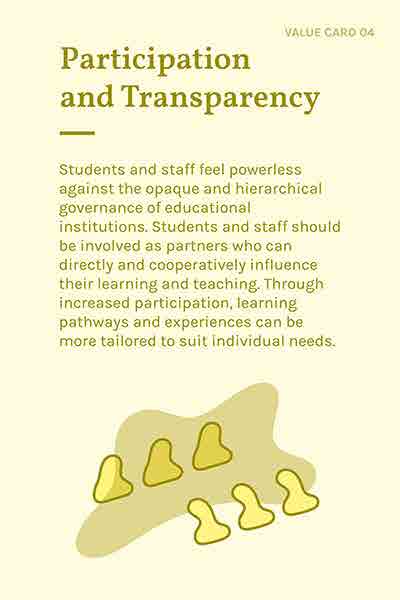 VALUE CARD 04
Participation
and Transparency
Students and staff feel powerless
against the opaque and hierarchical
governance of educational
institutions. Students and staff should
be involved as partners who can
directly and cooperatively influence
their learning and teaching. Through
increased participation, learning
pathways and experiences can be
more tailored to suit individual needs.